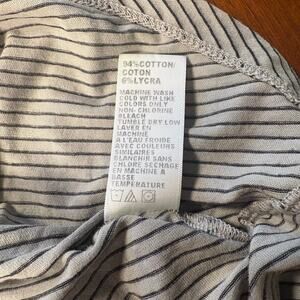 94%COTTON/
COTON
6%LYCRA
MACHINE WASH
COLD WITH LIKE
COLORS ONLY
NON-CHLORINE
BLEACH
TUMBLE DRY LOW
LAVER EN
MACHINE
A L'EAU FROIDE
AVEC COULEURS
SIMILAIRES
BLANCHIR SANS
CHLORE SECHAGE
EN MACHINE A
BASSE
TEMPERATURE